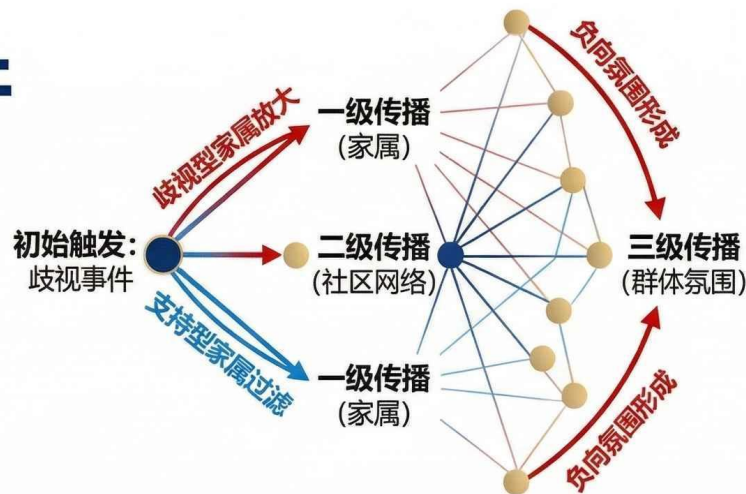 负向氛围形成
歧视型家属放大
一级传播
(家属)
初始触发：
歧视事件
二级传播
(社区网络)
三级传播
(群体氛围)
支持型家属过滤
一级传播
(家属)
负向氛围形成